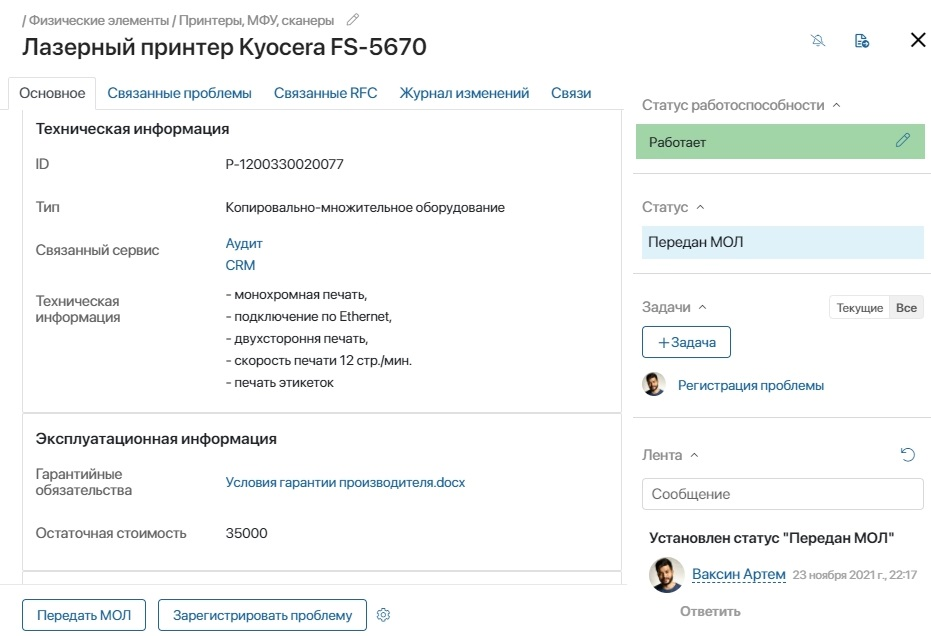 / Физические элементы / Принтеры, МФУ, сканеры
Лазерный принтер Kyocera FS-5670
Основное
Связанные проблемы
Связанные RFC
Журнал изменений
Связи
Техническая информация
ID
P-1200330020077
Тип
Копировально-множительное оборудование
Связанный сервис
Аудит
CRM
Техническая
информация
- монохромная печать,
- подключение по Ethernet,
- двухстороння печать,
- скорость печати 12 стр./мин.
- печать этикеток
Эксплуатационная информация
Гарантийные
обязательства
Условия гарантии производителя.docx
Остаточная стоимость
35000
Передать МОЛ
Зарегистрировать проблему
Статус работоспособности
Работает
Статус
Передан МОЛ
Задачи
Текущие
Все
+Задача
Регистрация проблемы
Лента
Сообщение
Установлен статус "Передан МОЛ"
Ваксин Артем 23 ноября 2021 г., 22:17
Ответить